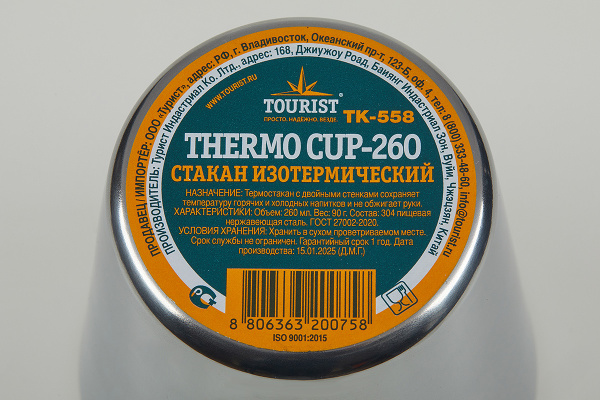 ПРОДАВЕЦ/ ИМПОРТЁР: ООО «Турист», адрес: РФ, г. Владивосток, Океанский пр-т, 123-Б, оф. 4, тел: 8 (800) 333-48-60, info@tourist.ru
ПРОИЗВОДИТЕЛЬ: Турист Индастриал Ко. Лтд., адрес: 168, Джиужоу Роад, Баиянг Индастриал Зон, Вуйи, Чжэцзян, Китай
WWW.TOURIST.RU
TOURIST®
ПРОСТО. НАДЕЖНО. ВЕЗДЕ.
ТК-558
THERMO CUP-260
СТАКАН ИЗОТЕРМИЧЕСКИЙ
НАЗНАЧЕНИЕ: Термостакан с двойными стенками сохраняет
температуру горячих и холодных напитков и не обжигает руки.
ХАРАКТЕРИСТИКИ: Объем: 260 мл. Вес: 90 г. Состав: 304 пищевая
нержавеющая сталь. ГОСТ 27002-2020.
УСЛОВИЯ ХРАНЕНИЯ: Хранить в сухом проветриваемом месте.
Срок службы не ограничен. Гарантийный срок 1 год. Дата
производства: 15.01.2025 (Д.М.Г.)
8 806363 200758
ISO 9001:2015